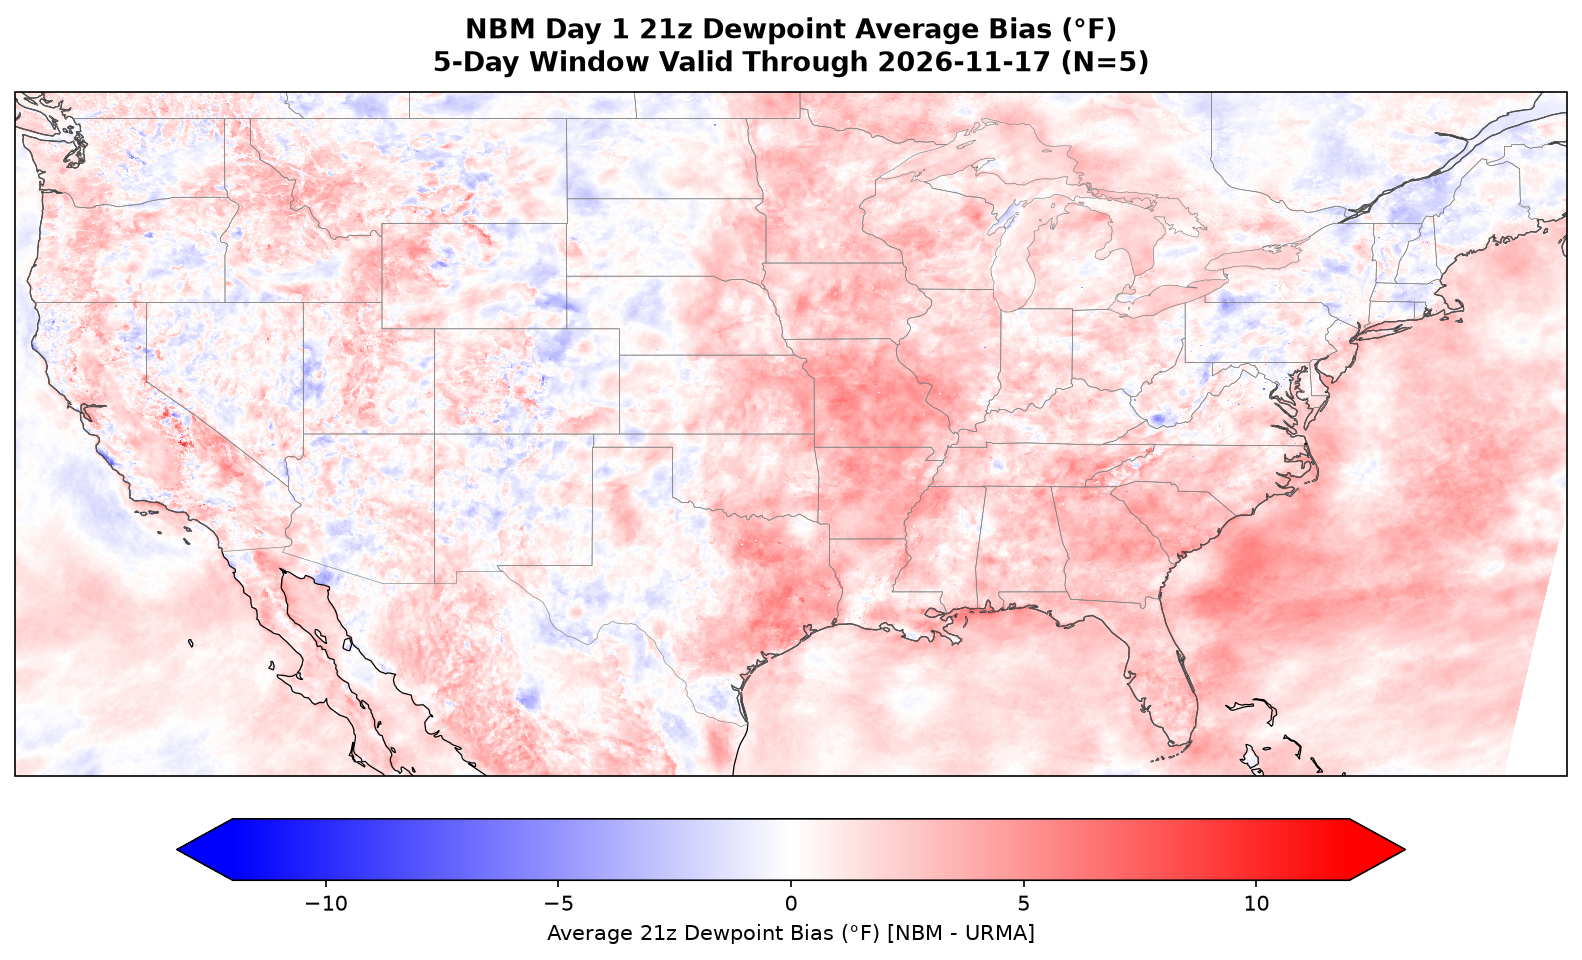 NBM Day 1 21z Dewpoint Average Bias (°F)
5-Day Window Valid Through 2026-11-17 (N=5)
−10 −5 0 5 10
Average 21z Dewpoint Bias (°F) [NBM - URMA]